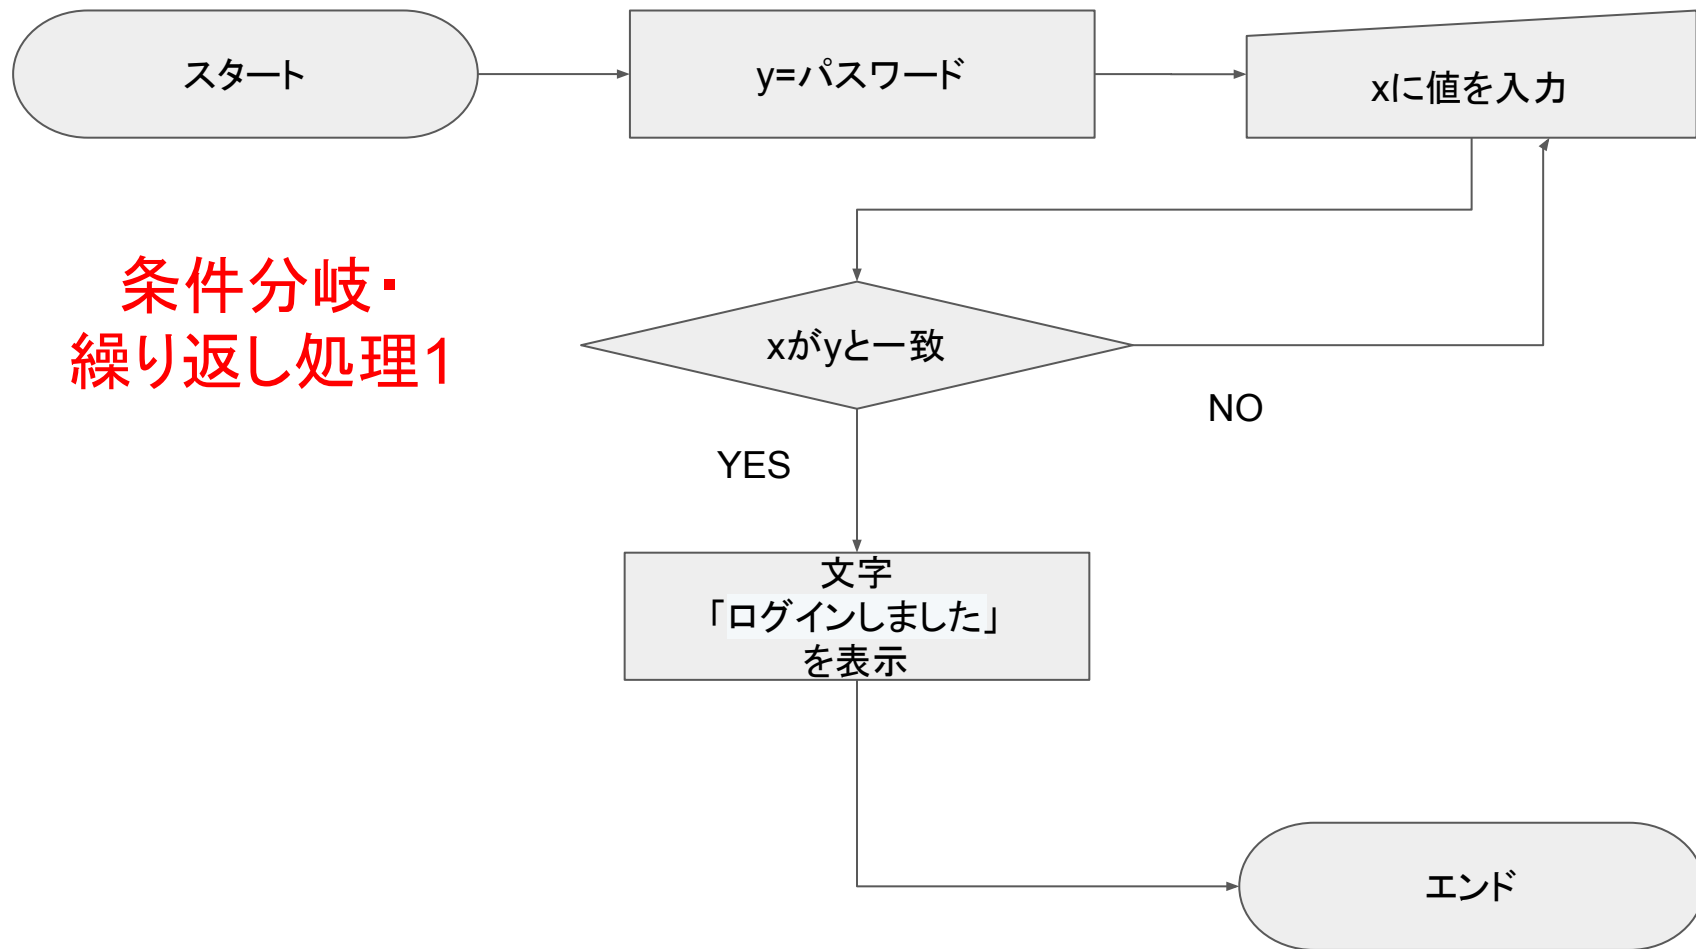 スタート
y=パスワード
xに値を入力
条件分岐・
繰り返し処理1
xがyと一致
NO
YES
文字
「ログインしました」
を表示
エンド